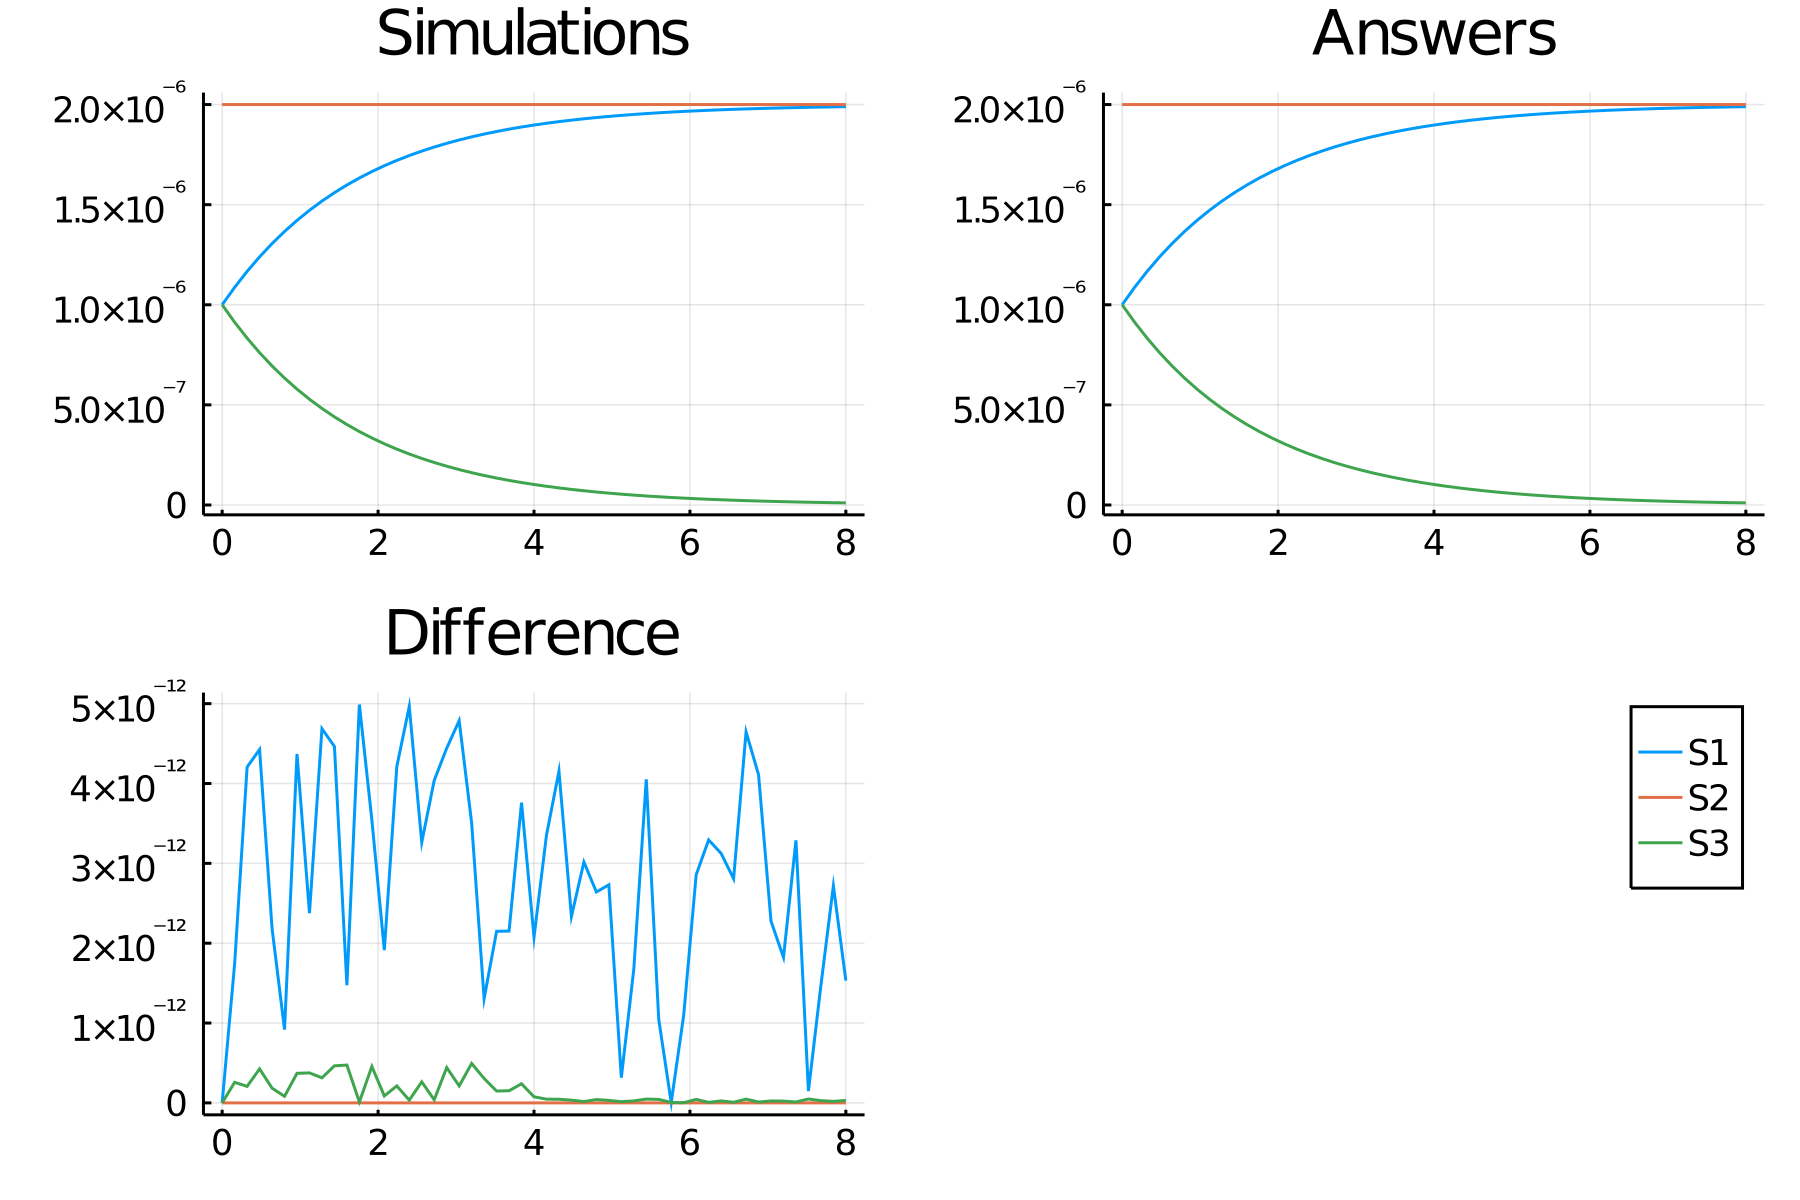 Simulations
2.0×10⁻⁶
1.5×10⁻⁶
1.0×10⁻⁶
5.0×10⁻⁷
0
0 2 4 6 8
Answers
2.0×10⁻⁶
1.5×10⁻⁶
1.0×10⁻⁶
5.0×10⁻⁷
0
0 2 4 6 8
Difference
5×10⁻¹²
4×10⁻¹²
3×10⁻¹²
2×10⁻¹²
1×10⁻¹²
0
0 2 4 6 8
S1
S2
S3